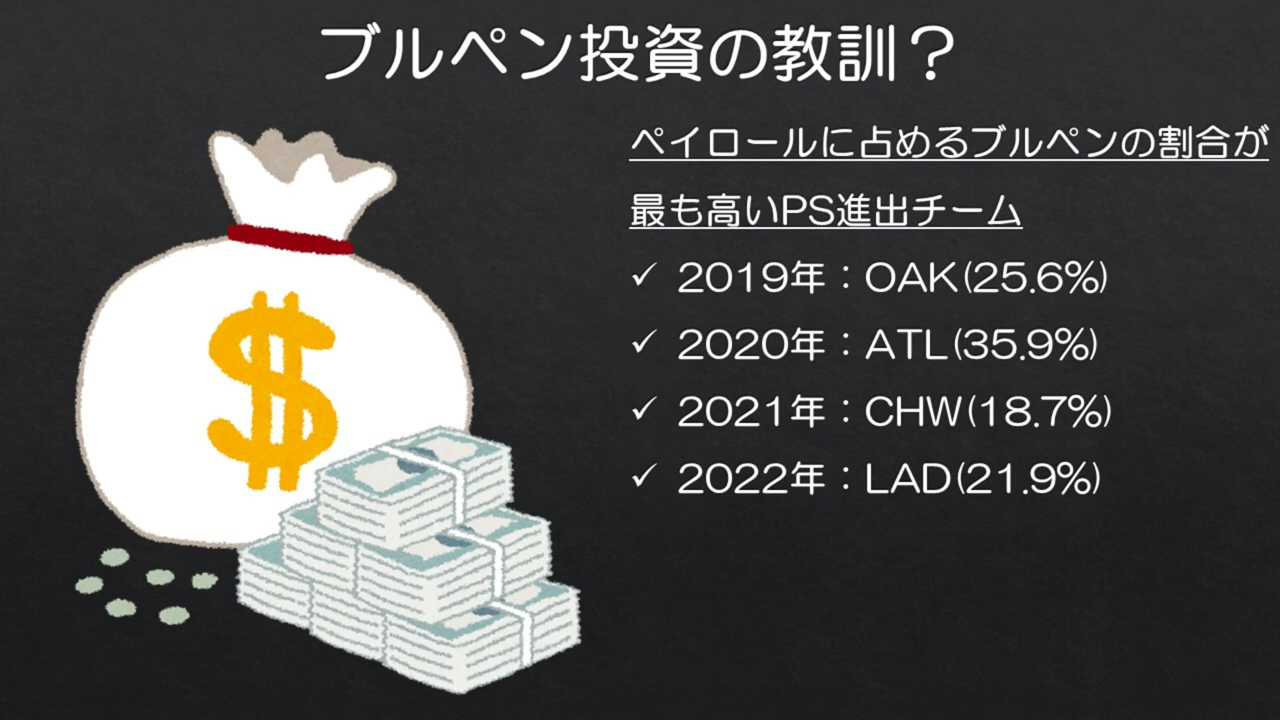 ブルペン投資の教訓？
ペイロールに占めるブルペンの割合が
最も高いPS進出チーム
✓ 2019年：OAK(25.6%)
✓ 2020年：ATL(35.9%)
✓ 2021年：CHW(18.7%)
✓ 2022年：LAD(21.9%)
$